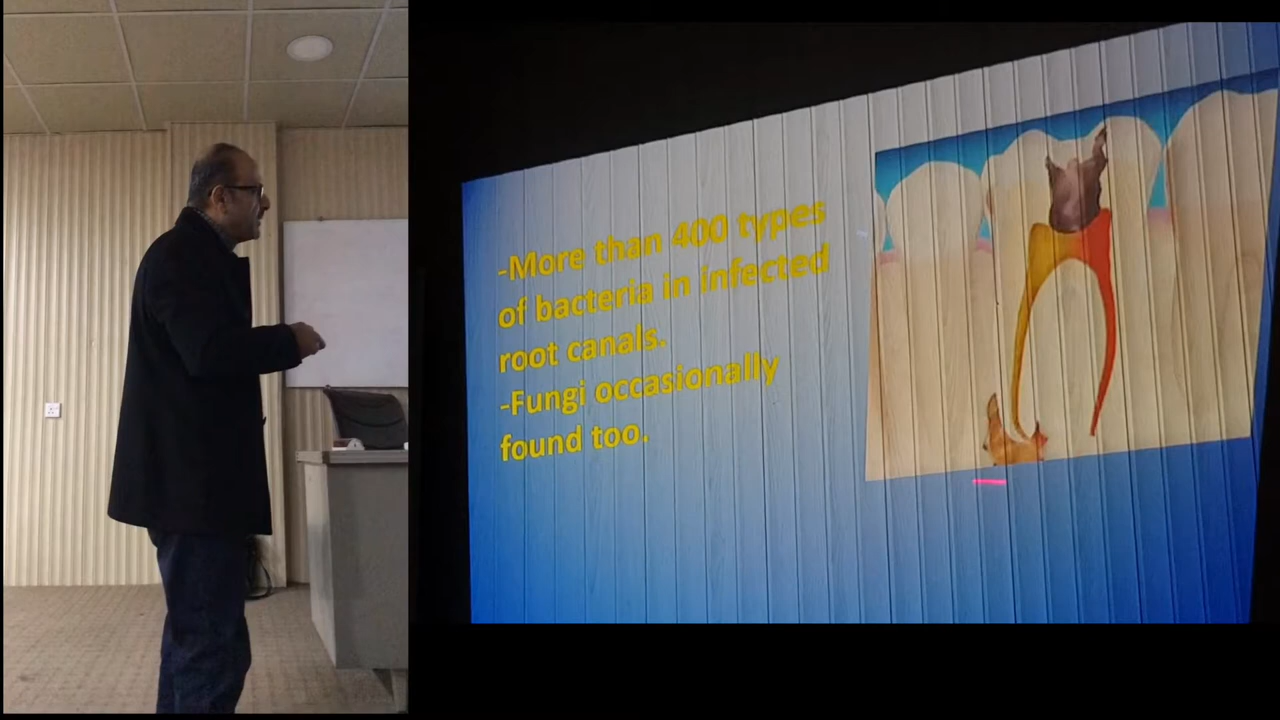 -More than 400 types
of bacteria in infected
root canals.
-Fungi occasionally
found too.